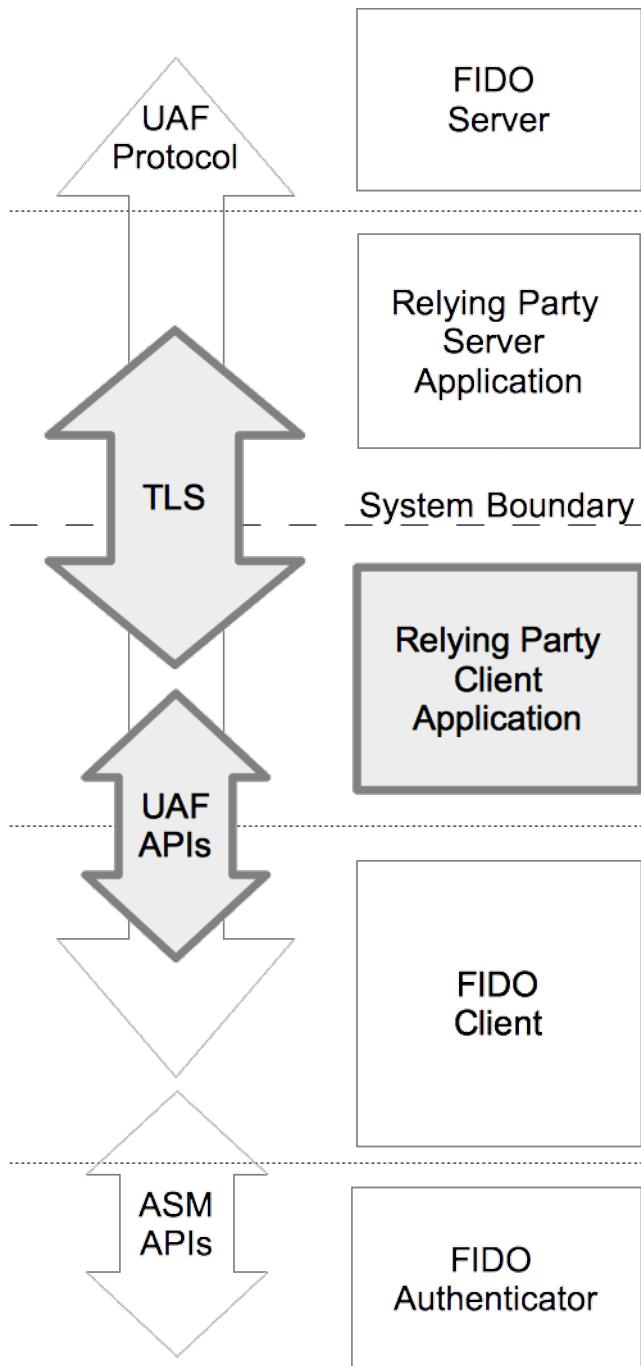 UAF
Protocol
FIDO
Server
Relying Party
Server
Application
TLS
System Boundary
Relying Party
Client
Application
UAF
APIs
FIDO
Client
ASM
APIs
FIDO
Authenticator